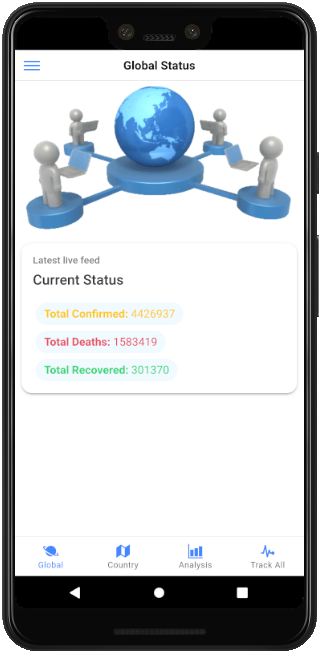 Global Status
Latest live feed
Current Status
Total Confirmed: 4426937
Total Deaths: 1583419
Total Recovered: 301370
Global Country Analysis Track All